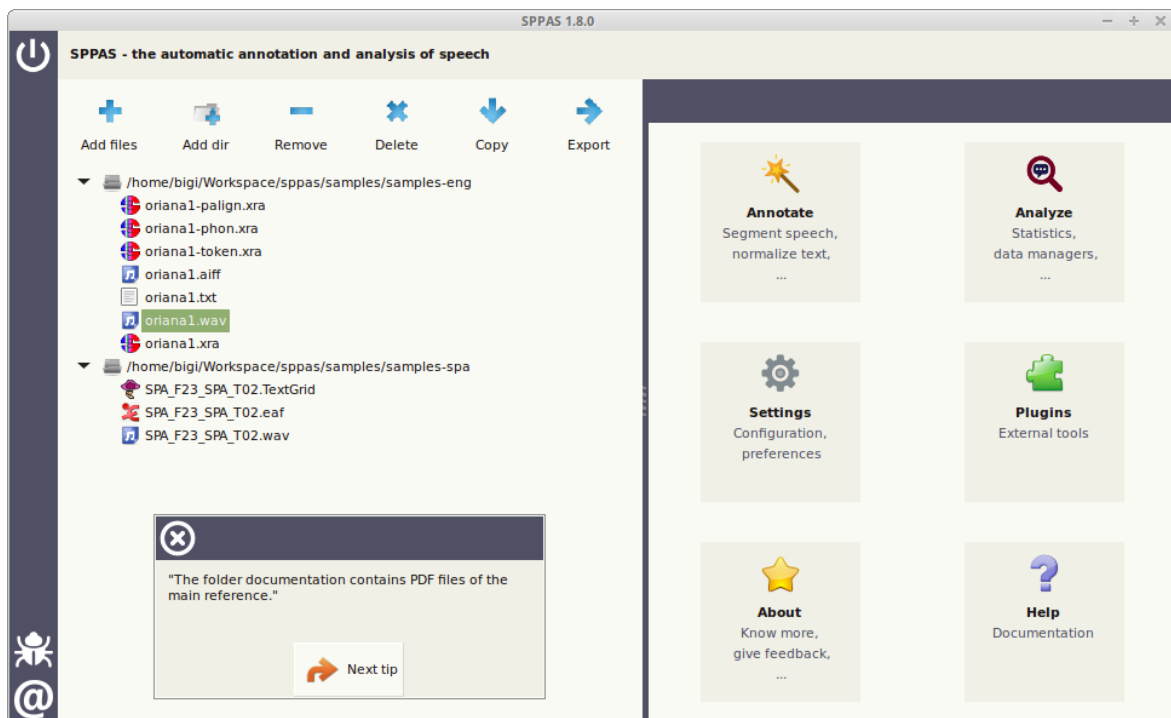 SPPAS 1.8.0
SPPAS - the automatic annotation and analysis of speech
Add files
Add dir
Remove
Delete
Copy
Export
/home/bigi/Workspace/sppas/samples/samples-eng
oriana1-palign.xra
oriana1-phon.xra
oriana1-token.xra
oriana1.aiff
oriana1.txt
oriana1.wav
oriana1.xra
/home/bigi/Workspace/sppas/samples/samples-spa
SPA_F23_SPA_T02.TextGrid
SPA_F23_SPA_T02.eaf
SPA_F23_SPA_T02.wav
"The folder documentation contains PDF files of the
main reference."
Next tip
@
Annotate
Segment speech,
normalize text,
...
Analyze
Statistics,
data managers,
...
Settings
Configuration,
preferences
Plugins
External tools
About
Know more,
give feedback,
...
Help
Documentation